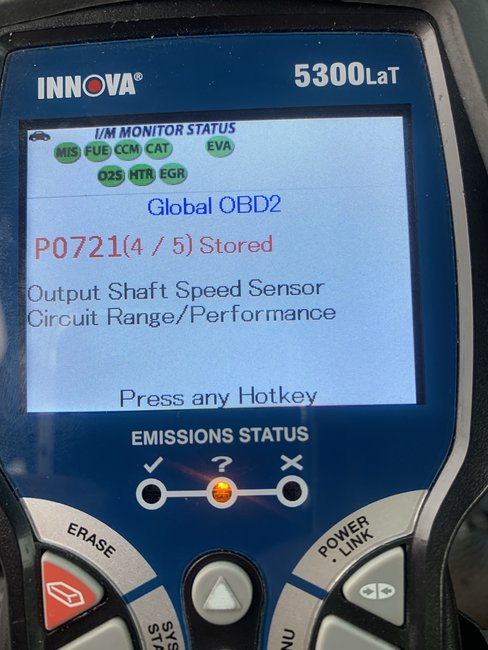 INNOVA®
5300LaT
I/M MONITOR STATUS
MIS FUE CCM CAT EVA
O2S HTR EGR
Global OBD2
P0721(4 / 5) Stored
Output Shaft Speed Sensor
Circuit Range/Performance
Press any Hotkey
EMISSIONS STATUS
✓ ? ✕
ERASE
POWER
• LINK